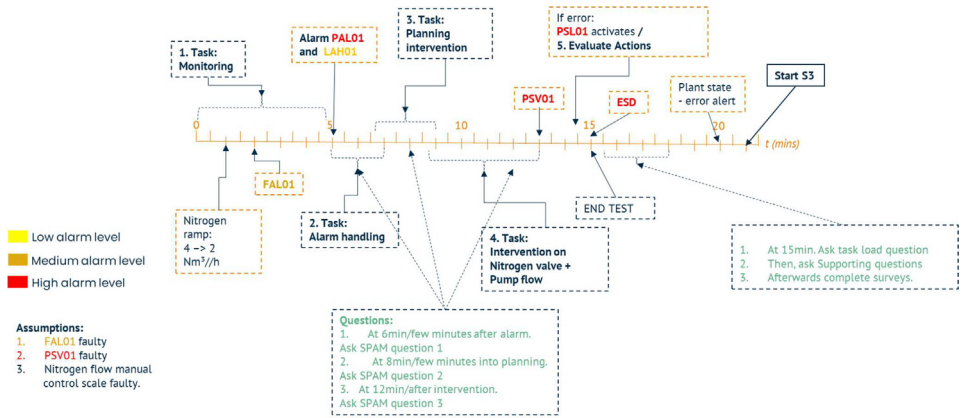 3. Task:
Planning
intervention
If error:
PSL01 activates /
5. Evaluate Actions
Alarm PAL01
and LAH01
1. Task:
Monitoring
Start S3
Plant state
- error alert
PSV01
ESD
0
5
10
15
20
t (mins)
FAL01
Nitrogen
ramp:
4 –> 2
Nm³//h
2. Task:
Alarm handling
4. Task:
Intervention on
Nitrogen valve +
Pump flow
END TEST
Low alarm level
Medium alarm level
High alarm level
1. At 15min. Ask task load question
2. Then, ask Supporting questions
3. Afterwards complete surveys.
Assumptions:
1. FAL01 faulty
2. PSV01 faulty
3. Nitrogen flow manual
control scale faulty.
Questions:
1. At 6min/few minutes after alarm.
Ask SPAM question 1
2. At 8min/few minutes into planning.
Ask SPAM question 2
3. At 12min/after intervention.
Ask SPAM question 3